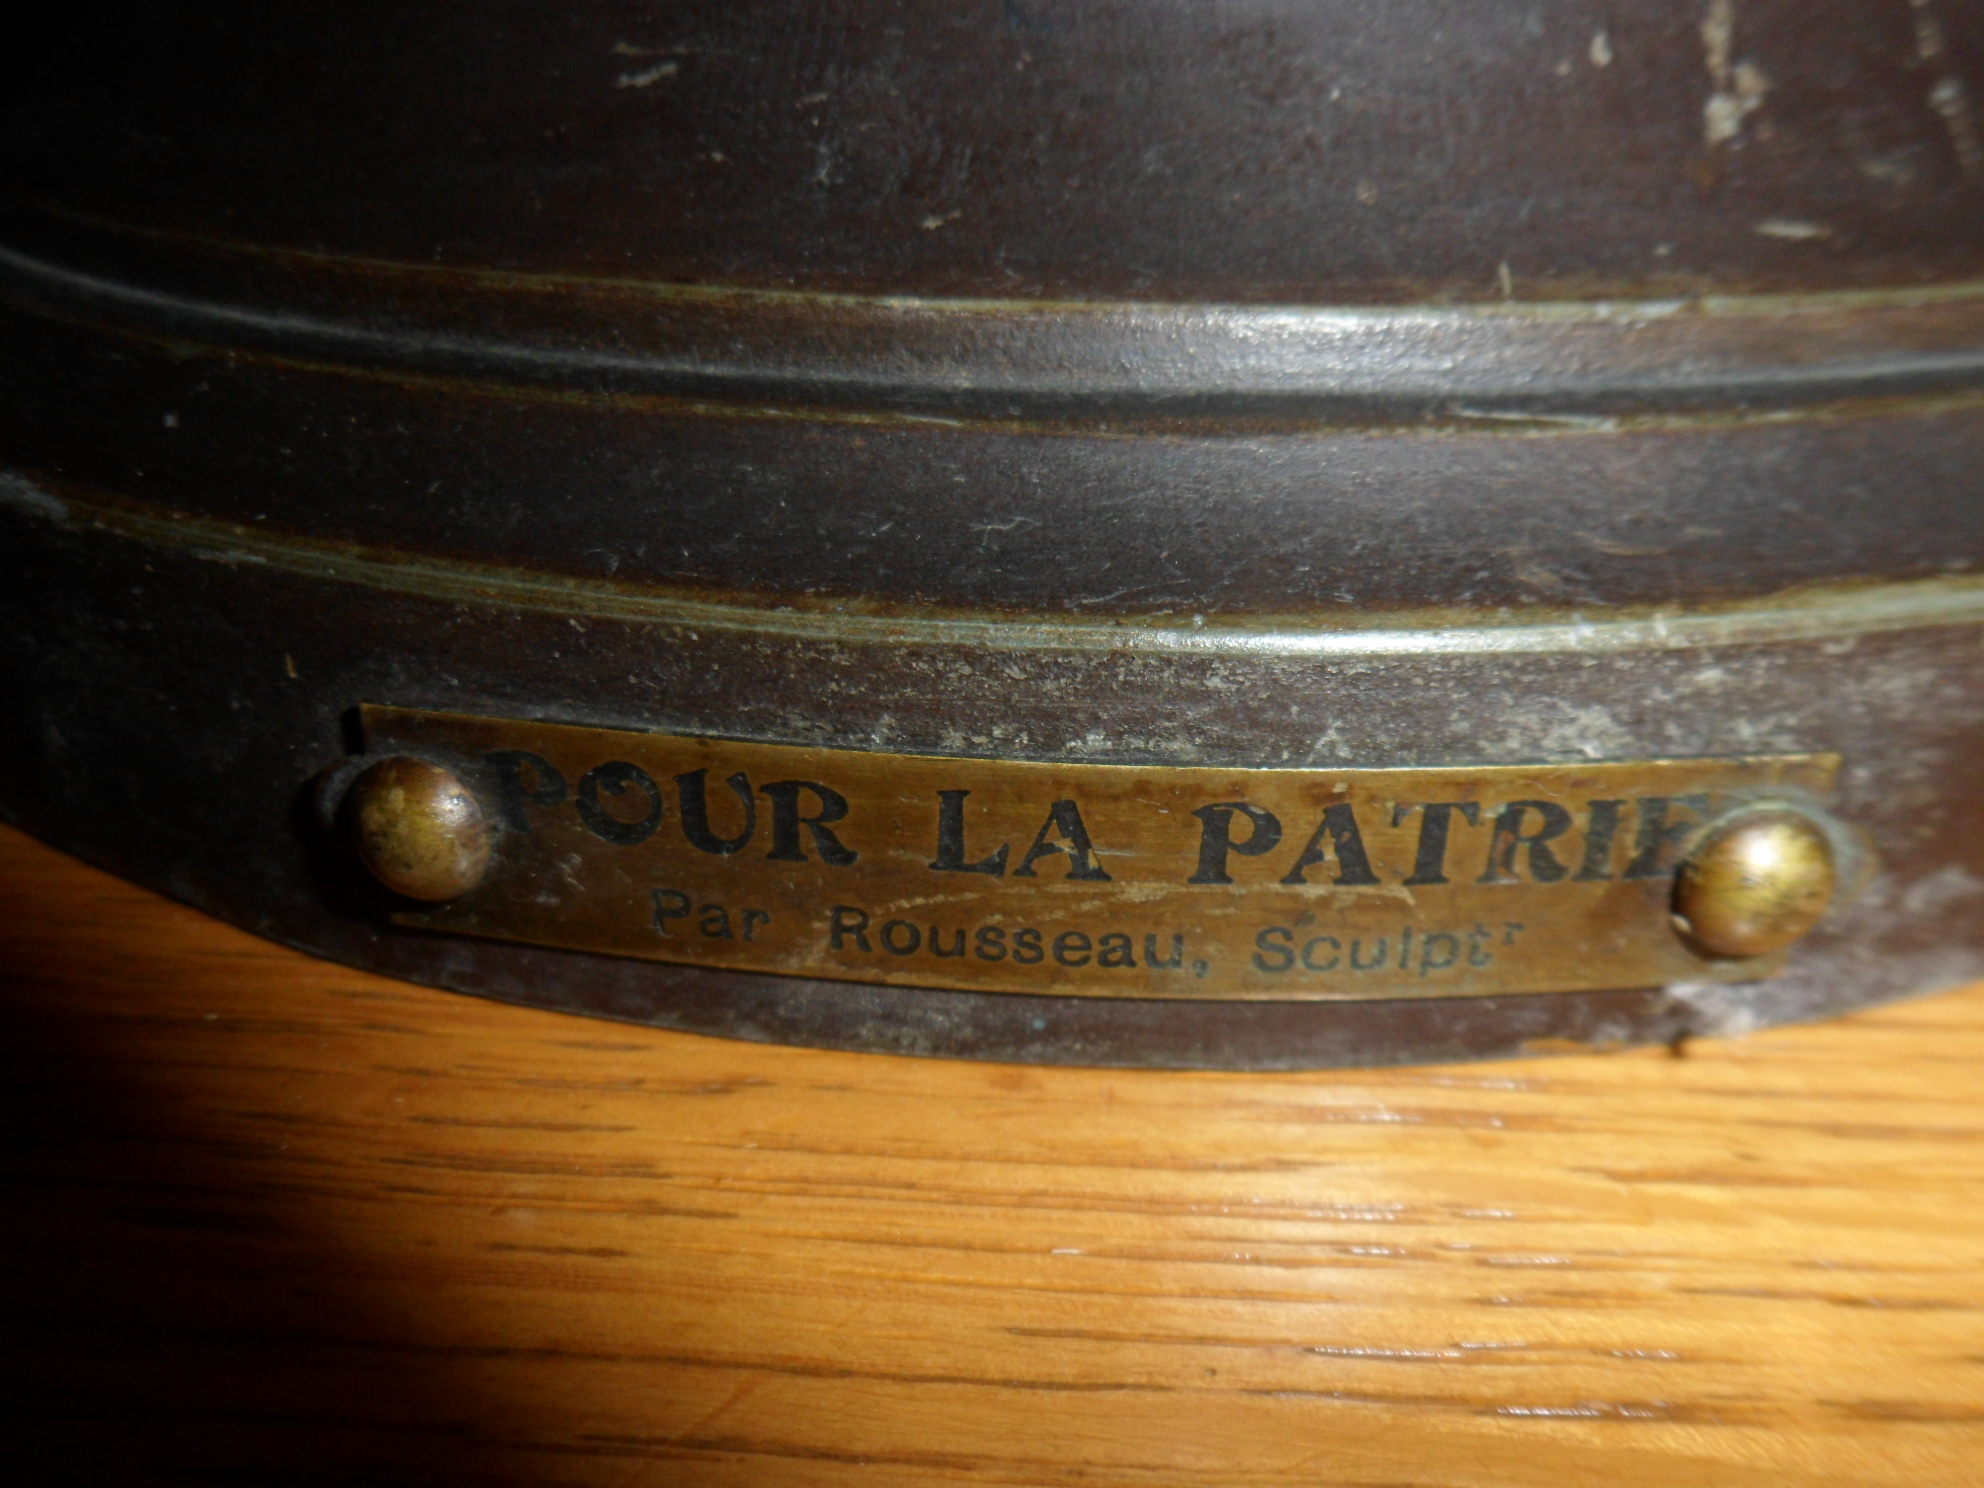 POUR LA PATRIE
Par Rousseau, Sculptʳ